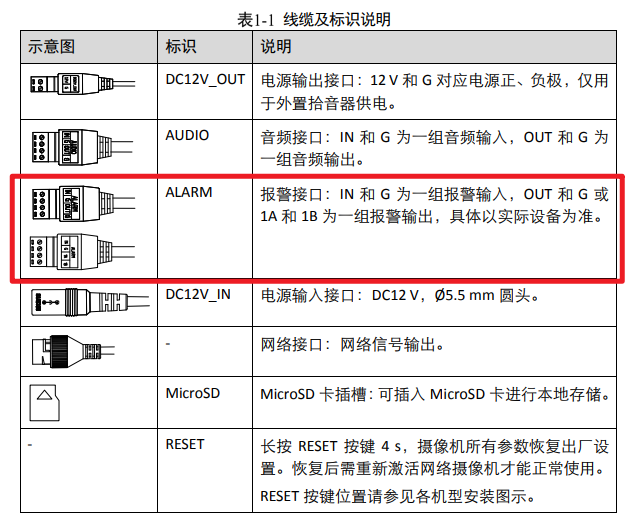 表1-1 线缆及标识说明
示意图 标识 说明
DC12V_OUT 电源输出接口：12 V 和 G 对应电源正、负极，仅用
于外置拾音器供电。
AUDIO 音频接口：IN 和 G 为一组音频输入，OUT 和 G 为
一组音频输出。
ALARM 报警接口：IN 和 G 为一组报警输入，OUT 和 G 或
1A 和 1B 为一组报警输出，具体以实际设备为准。
DC12V_IN 电源输入接口：DC12 V，Ø5.5 mm 圆头。
- 网络接口：网络信号输出。
MicroSD MicroSD 卡插槽：可插入 MicroSD 卡进行本地存储。
- RESET 长按 RESET 按键 4 s，摄像机所有参数恢复出厂设
置。恢复后需重新激活网络摄像机才能正常使用。
RESET 按键位置请参见各机型安装图示。